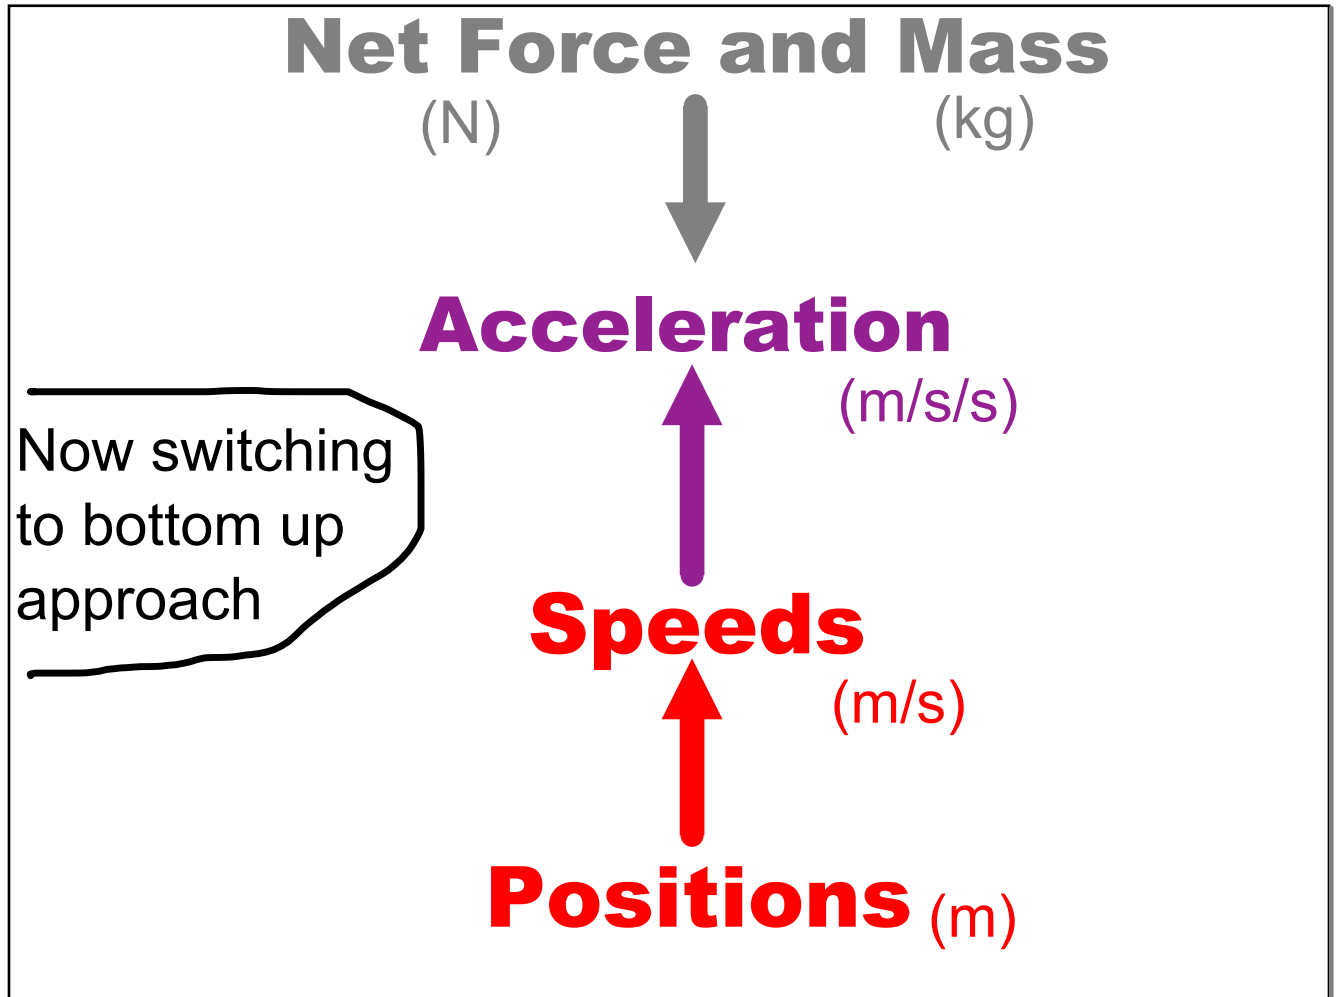 Net Force and Mass
(N) (kg)
Acceleration
(m/s/s)
Now switching
to bottom up
approach
Speeds
(m/s)
Positions (m)